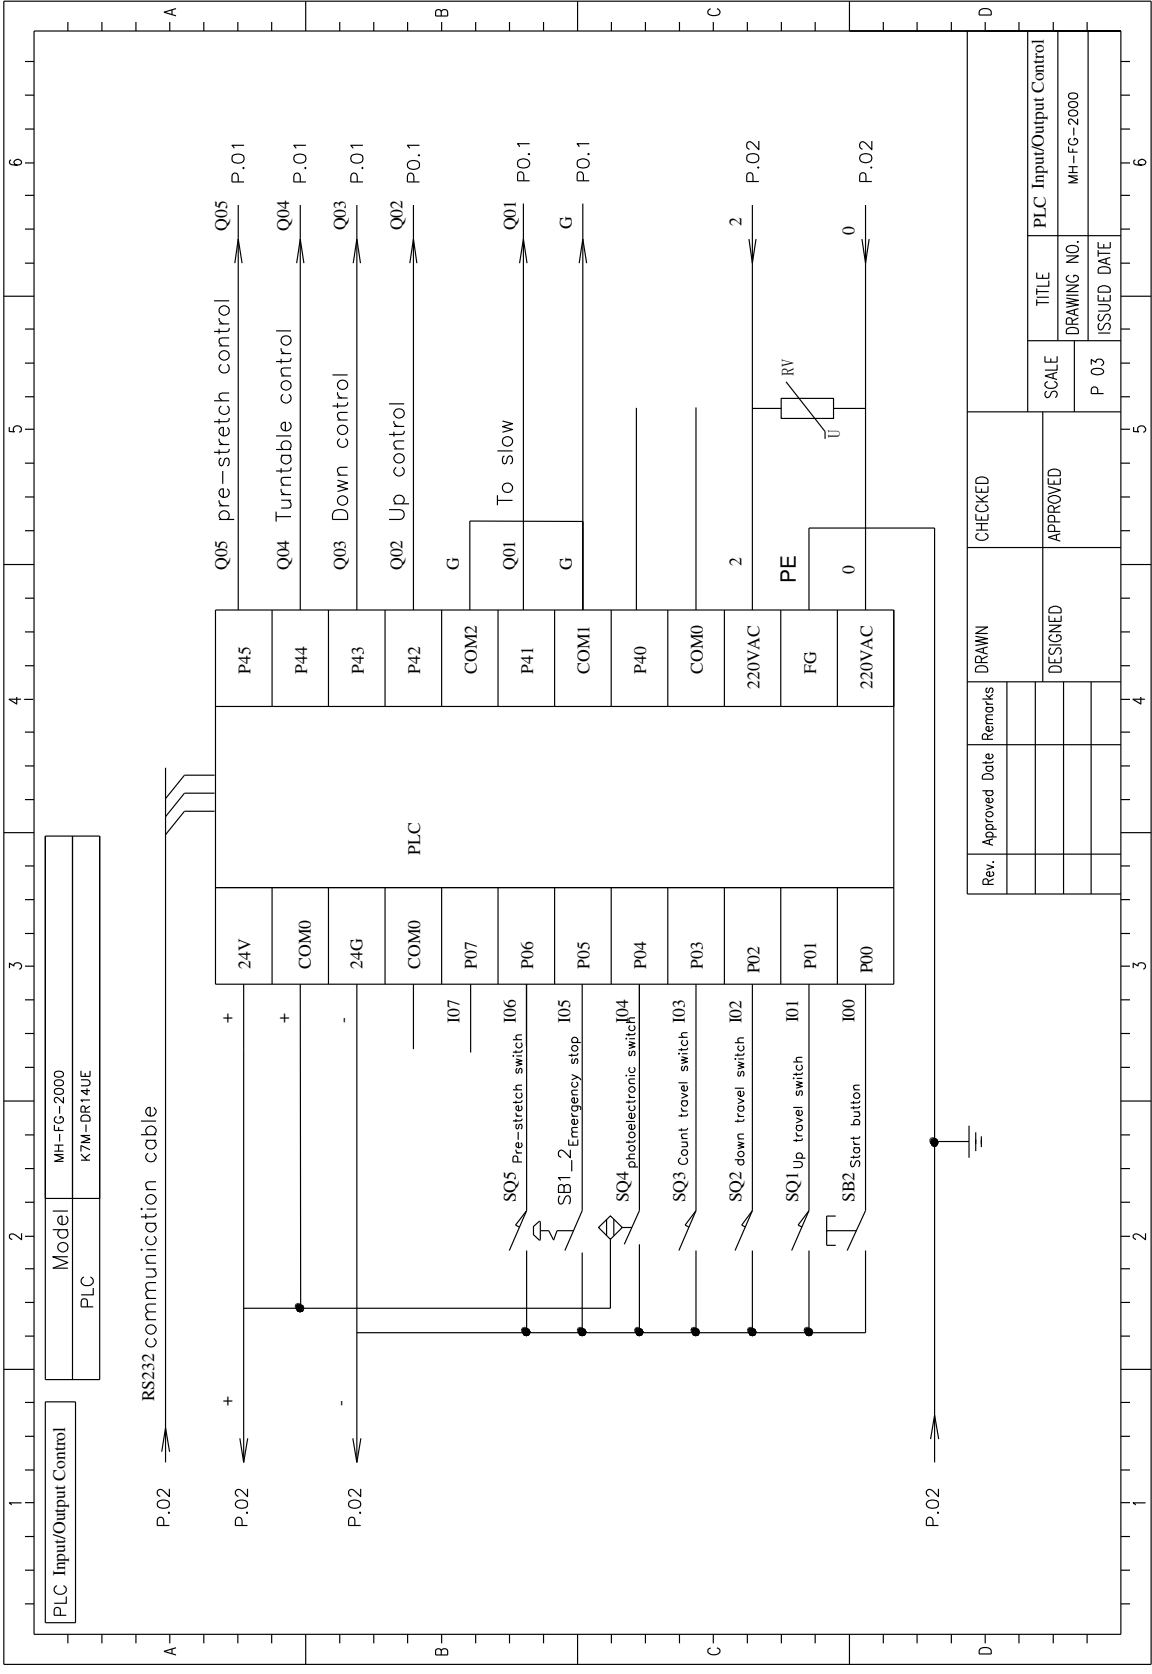 PLC Input/Output Control
Model
MH-FG-2000
PLC
K7M-DR14UE
1
2
3
4
5
6
A
B
C
D
P.02
RS232 communication cable
P.02
+
+
24V
+
COM0
P.02
-
-
24G
COM0
I07
P07
SQ5 Pre-stretch switch
I06
P06
SB1_2 Emergency stop
I05
P05
SQ4 photoelectronic switch
I04
P04
SQ3 Count travel switch
I03
P03
SQ2 down travel switch
I02
P02
SQ1 Up travel switch
I01
P01
SB2 Start button
I00
P00
P.02
PLC
P45
Q05 pre-stretch control
Q05
P.01
P44
Q04 Turntable control
Q04
P.01
P43
Q03 Down control
Q03
P.01
P42
Q02 Up control
Q02
P0.1
COM2
G
P41
Q01
To slow
Q01
P0.1
COM1
G
G
P0.1
P40
COM0
220VAC
2
2
P.02
FG
PE
RV
U
220VAC
0
0
P.02
Rev.
Approved Date
Remarks
DRAWN
CHECKED
DESIGNED
APPROVED
SCALE
P 03
TITLE
PLC Input/Output Control
DRAWING NO.
MH-FG-2000
ISSUED DATE
1
2
3
4
5
6
A
B
C
D